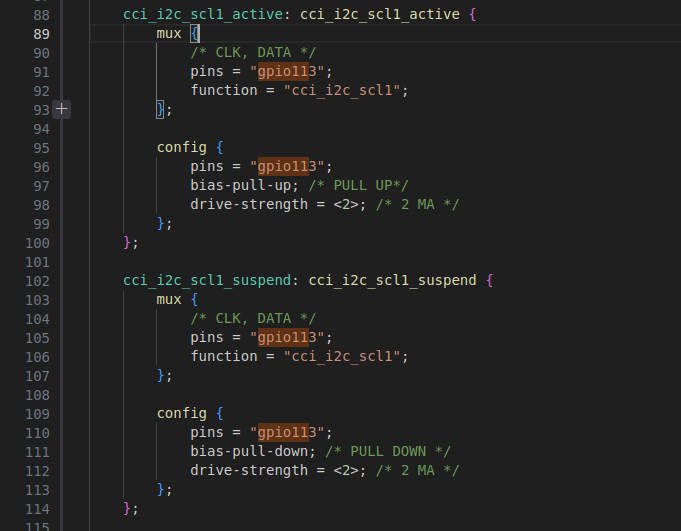 88 cci_i2c_scl1_active: cci_i2c_scl1_active {
89 mux {
90 /* CLK, DATA */
91 pins = "gpio113";
92 function = "cci_i2c_scl1";
93 };
94
95 config {
96 pins = "gpio113";
97 bias-pull-up; /* PULL UP*/
98 drive-strength = <2>; /* 2 MA */
99 };
100 };
101
102 cci_i2c_scl1_suspend: cci_i2c_scl1_suspend {
103 mux {
104 /* CLK, DATA */
105 pins = "gpio113";
106 function = "cci_i2c_scl1";
107 };
108
109 config {
110 pins = "gpio113";
111 bias-pull-down; /* PULL DOWN */
112 drive-strength = <2>; /* 2 MA */
113 };
114 };
115